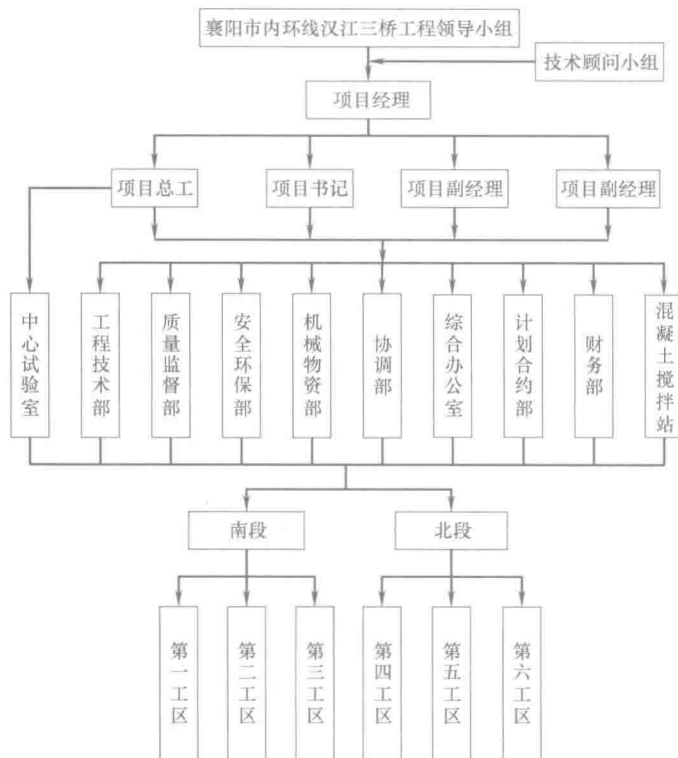 襄阳市内环线汉江三桥工程领导小组
技术顾问小组
项目经理
项目总工
项目书记
项目副经理
项目副经理
中心试验室
工程技术部
质量监督部
安全环保部
机械物资部
协调部
综合办公室
计划合约部
财务部
混凝土搅拌站
南段
北段
第一工区
第二工区
第三工区
第四工区
第五工区
第六工区